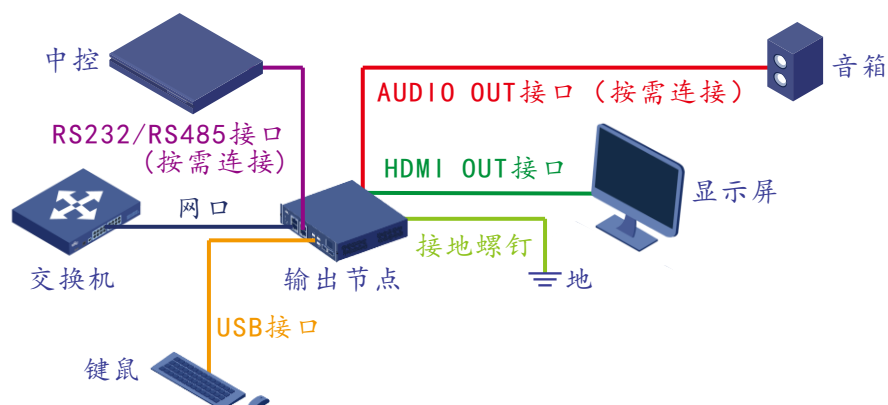 中控
音箱
AUDIO OUT接口（按需连接）
RS232/RS485接口
(按需连接)
HDMI OUT接口
显示屏
网口
接地螺钉
交换机
输出节点
地
USB接口
键鼠